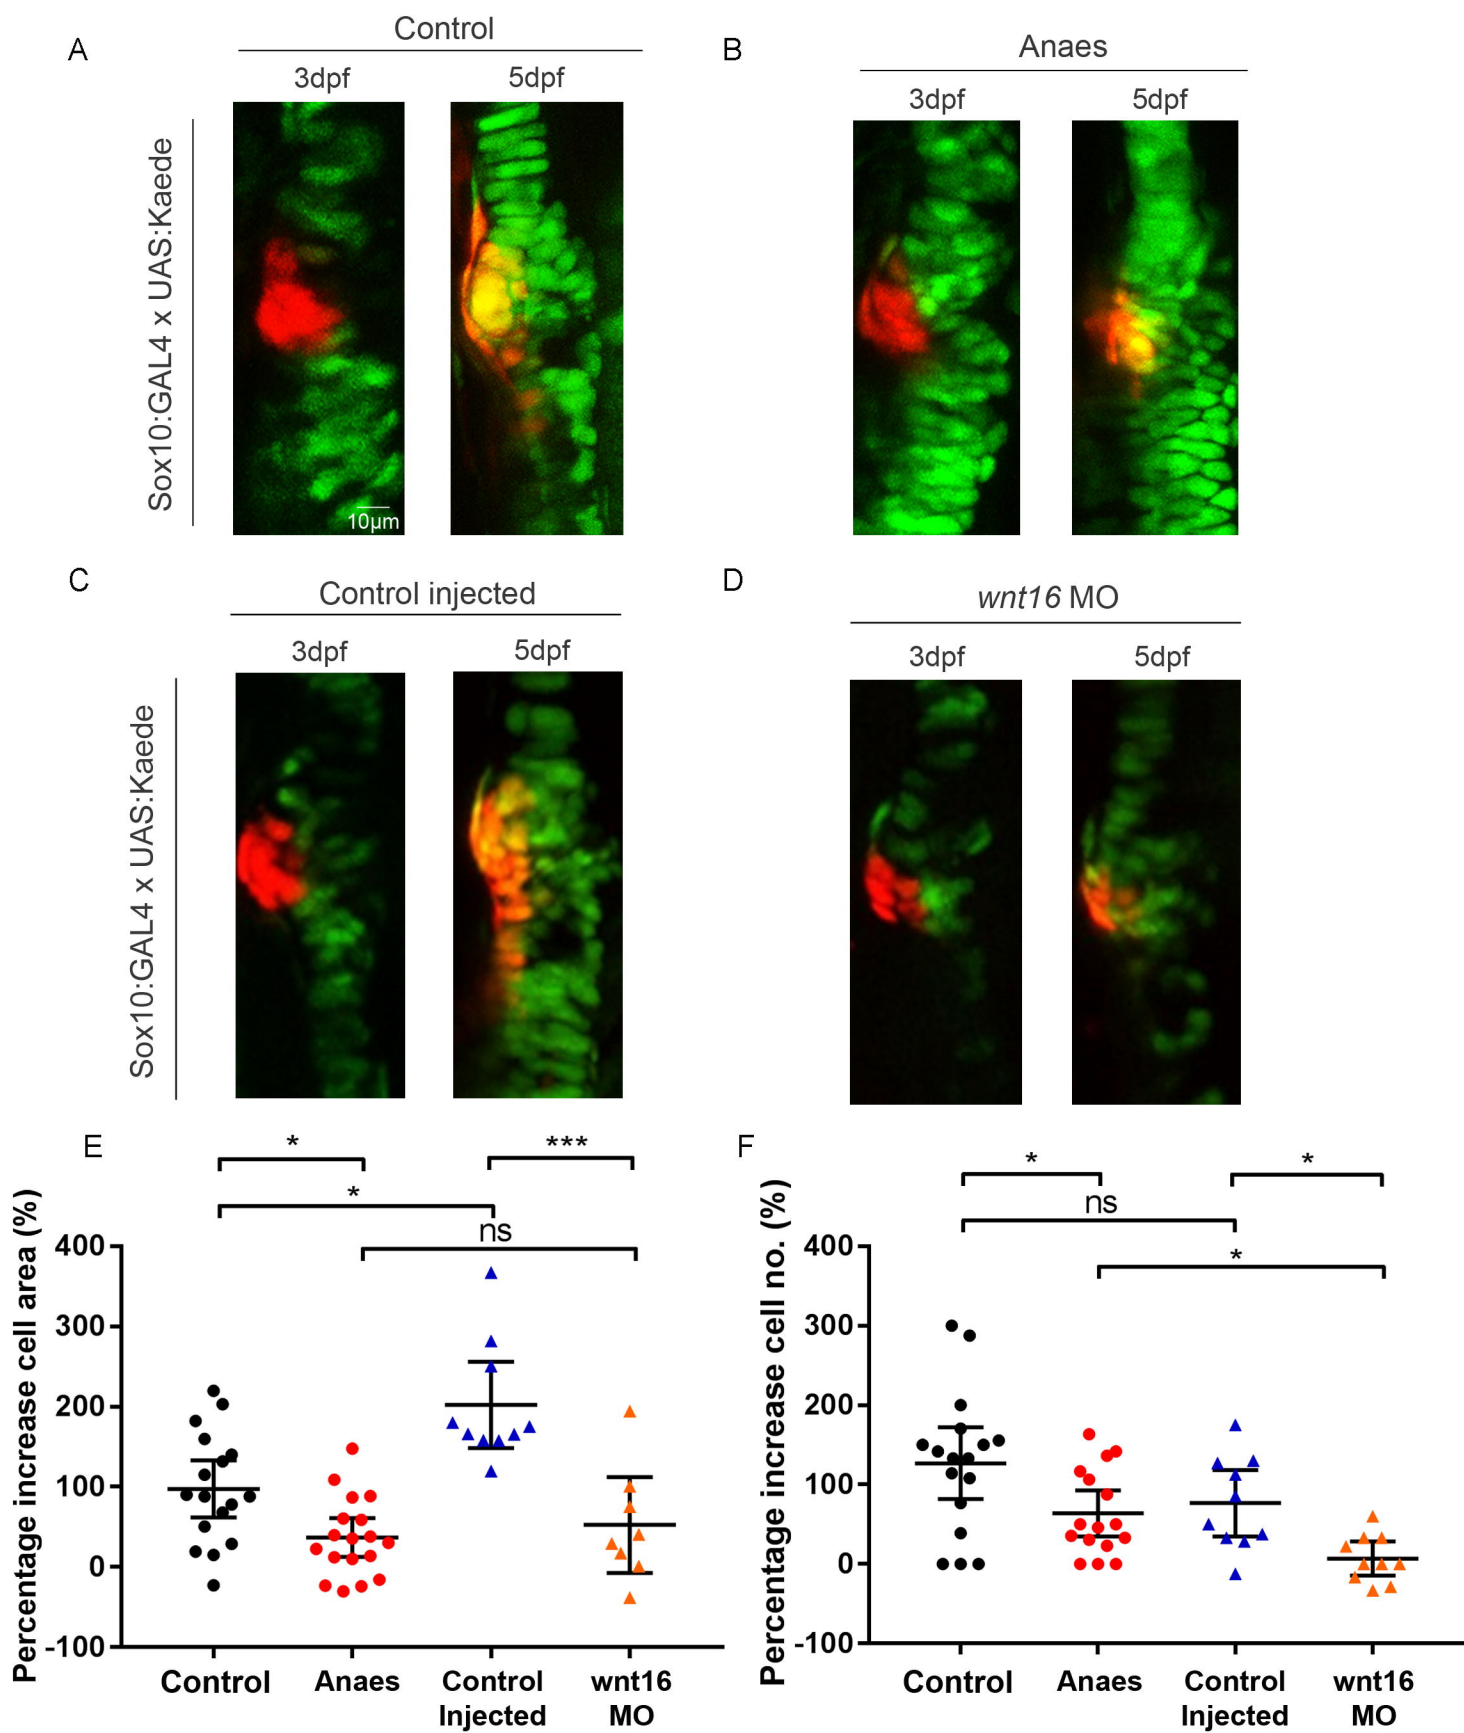 A
Control
3dpf
5dpf
B
Anaes
3dpf
5dpf
Sox10:GAL4 x UAS:Kaede
10µm
C
Control injected
3dpf
5dpf
D
wnt16 MO
3dpf
5dpf
Sox10:GAL4 x UAS:Kaede
E
*
***
*
ns
Percentage increase cell area (%)
400
300
200
100
0
-100
Control
Anaes
Control
Injected
wnt16
MO
F
*
*
ns
*
Percentage increase cell no. (%)
400
300
200
100
0
-100
Control
Anaes
Control
Injected
wnt16
MO